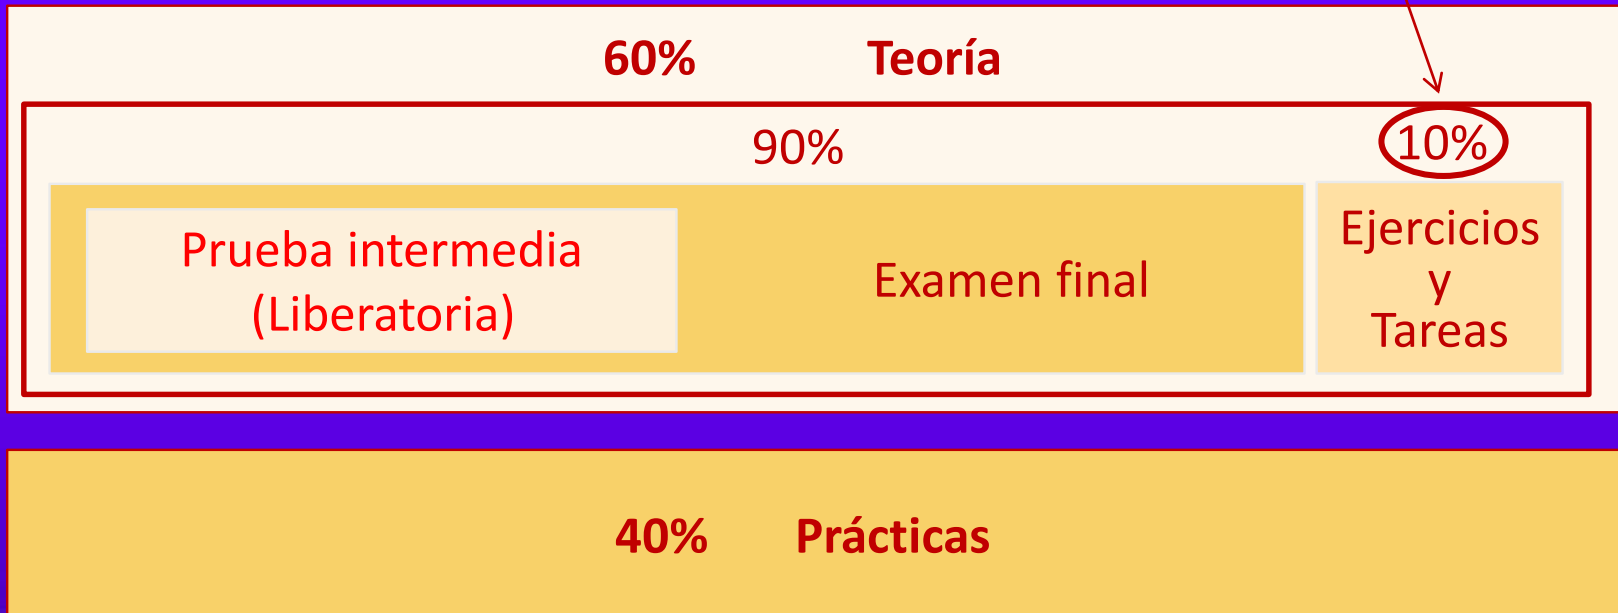 60% Teoría
90%
10%
Prueba intermedia
(Liberatoria)
Examen final
Ejercicios
y
Tareas
40% Prácticas